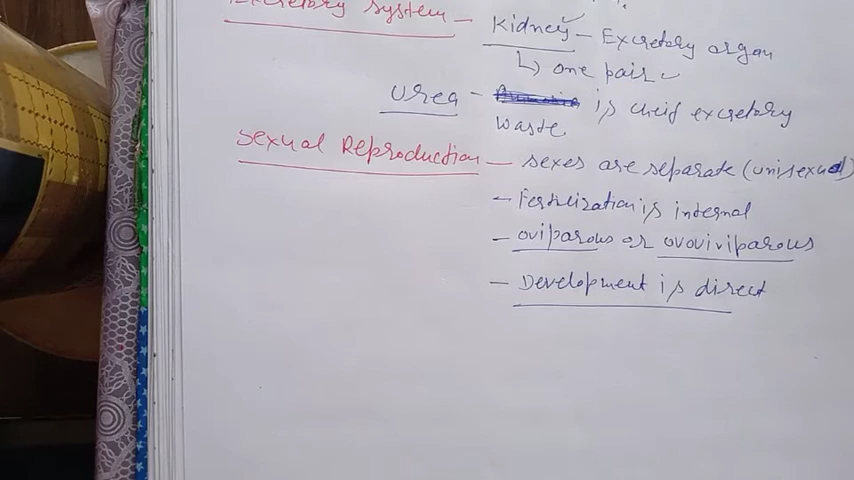 Excretory System - Kidney - Excretory organ
↳ one pair
Urea - is cheif excretory
waste
Sexual Reproduction - sexes are separate (unisexual)
- Fertilization is internal
- oviparous or ovoviviparous
- Development is direct